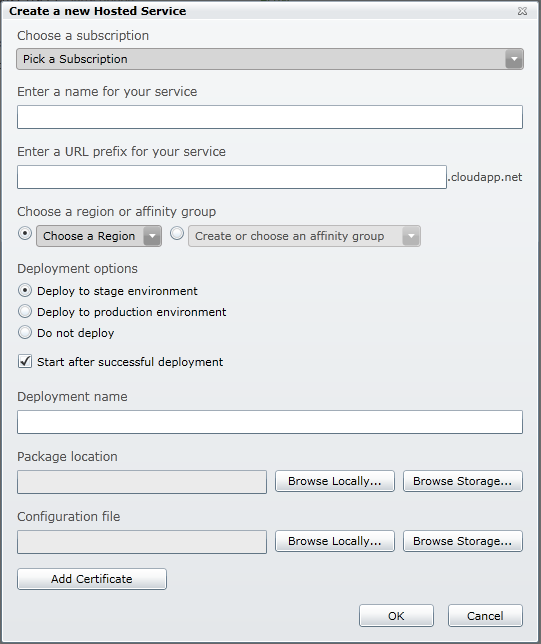 Create a new Hosted Service
Choose a subscription
Pick a Subscription
Enter a name for your service
Enter a URL prefix for your service
.cloudapp.net
Choose a region or affinity group
Choose a Region Create or choose an affinity group
Deployment options
Deploy to stage environment
Deploy to production environment
Do not deploy
Start after successful deployment
Deployment name
Package location
Browse Locally... Browse Storage...
Configuration file
Browse Locally... Browse Storage...
Add Certificate
OK Cancel